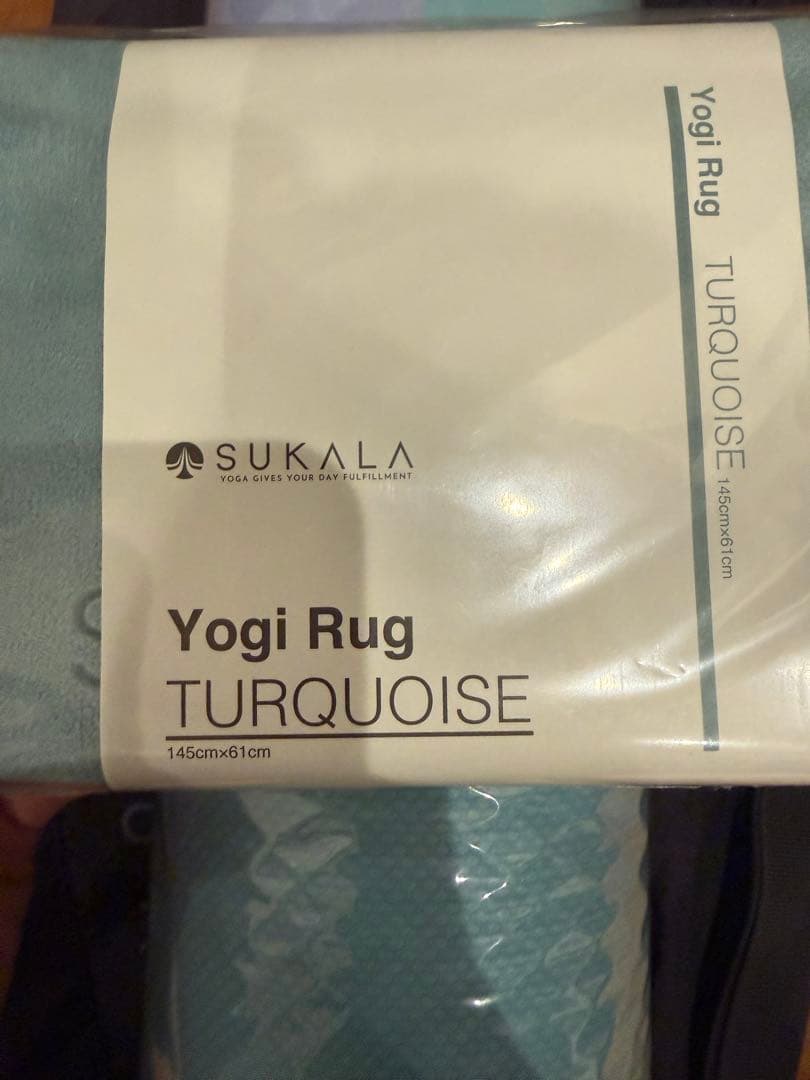 SUKALA
YOGA GIVES YOUR DAY FULFILLMENT
Yogi Rug
TURQUOISE
145cm×61cm
Yogi Rug TURQUOISE 145cm×61cm